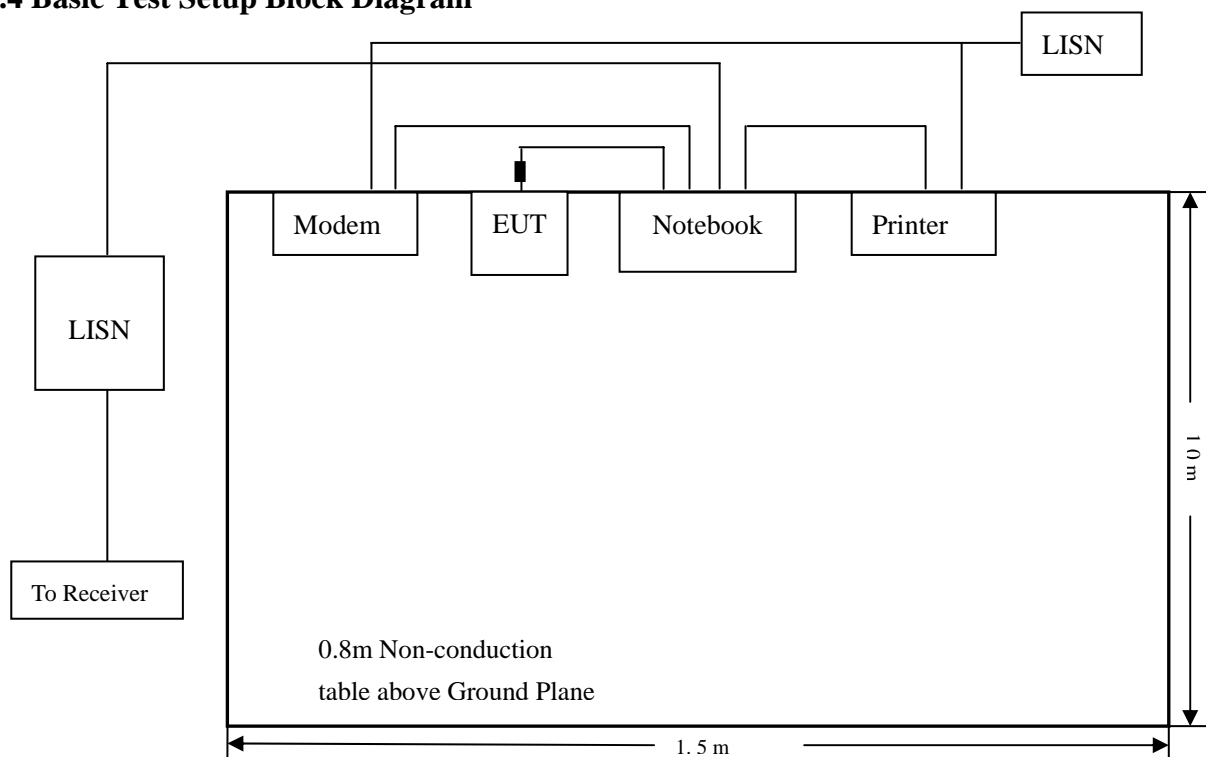 .4 Basic Test Setup Block Diagram
LISN
Modem
EUT
Notebook
Printer
LISN
1 0 m
To Receiver
0.8m Non-conduction
table above Ground Plane
1. 5 m